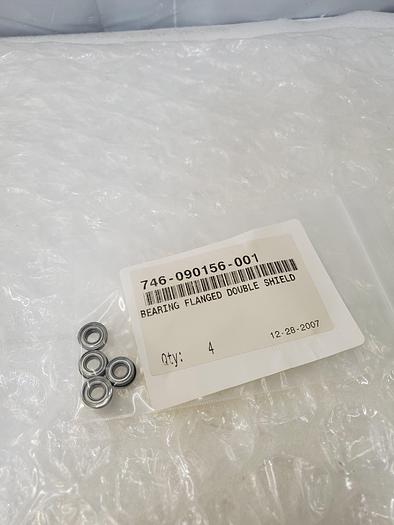 746-090156-001
BEARING FLANGED DOUBLE SHIELD
Qty: 4
12-28-2007